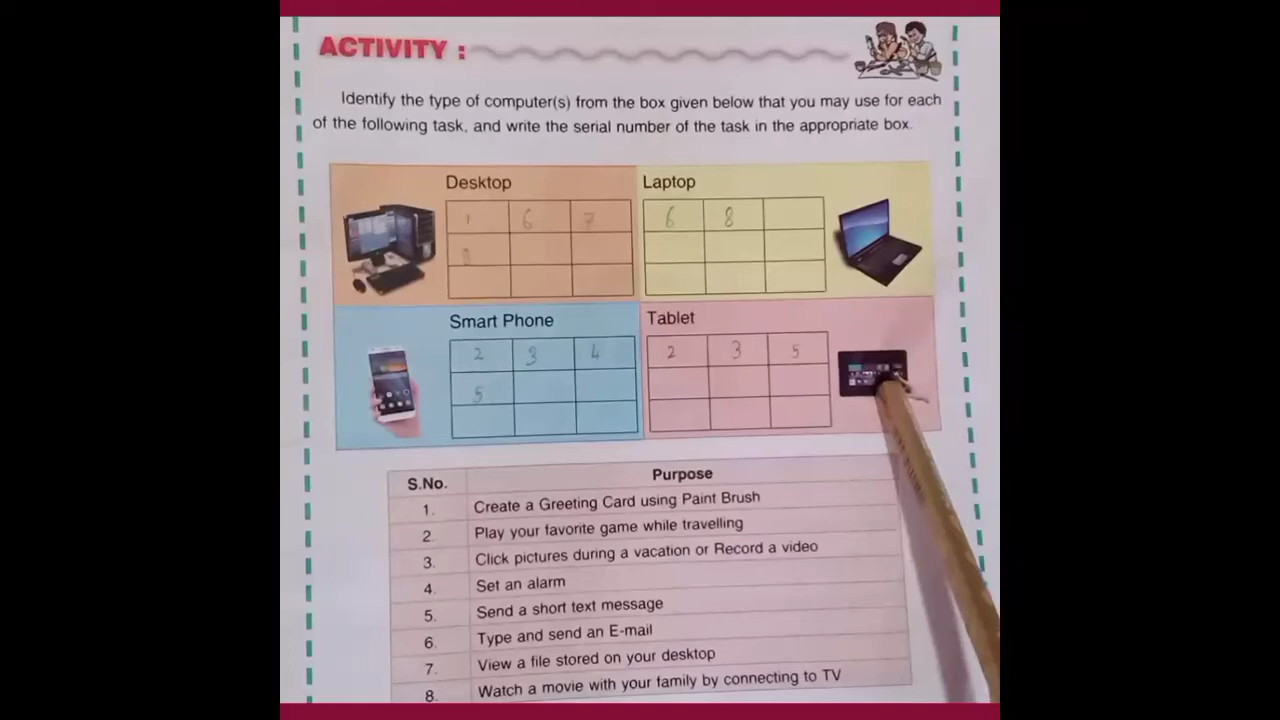 ACTIVITY :
Identify the type of computer(s) from the box given below that you may use for each
of the following task, and write the serial number of the task in the appropriate box.
Desktop
1 6 7
Laptop
6 8
Smart Phone
2 3 4
5
Tablet
2 3 5
S.No. Purpose
1. Create a Greeting Card using Paint Brush
2. Play your favorite game while travelling
3. Click pictures during a vacation or Record a video
4. Set an alarm
5. Send a short text message
6. Type and send an E-mail
7. View a file stored on your desktop
8. Watch a movie with your family by connecting to TV